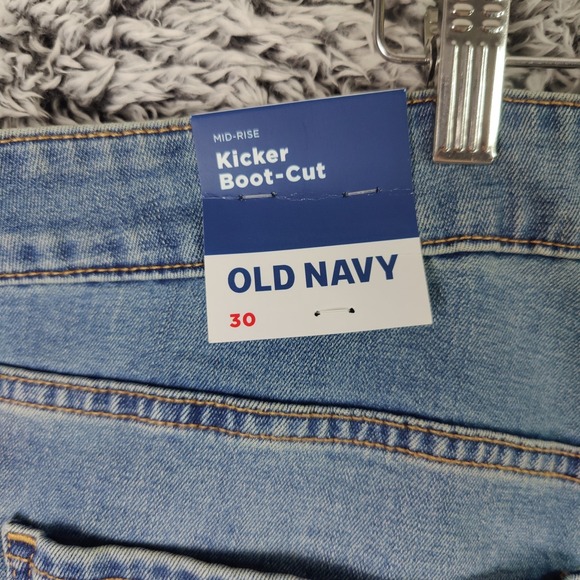 MID-RISE
Kicker
Boot-Cut
OLD NAVY
30